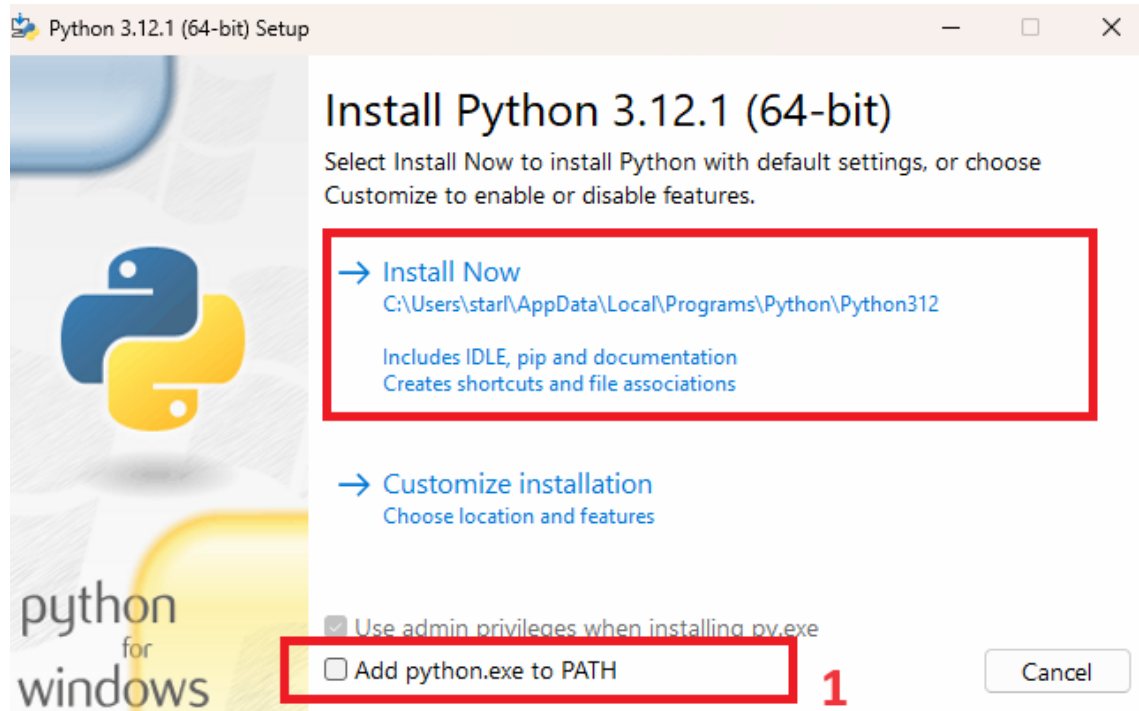 Python 3.12.1 (64-bit) Setup
Install Python 3.12.1 (64-bit)
Select Install Now to install Python with default settings, or choose
Customize to enable or disable features.
Install Now
C:\Users\starl\AppData\Local\Programs\Python\Python312
Includes IDLE, pip and documentation
Creates shortcuts and file associations
Customize installation
Choose location and features
Use admin privileges when installing py.exe
Add python.exe to PATH
1
Cancel
python
for
windows